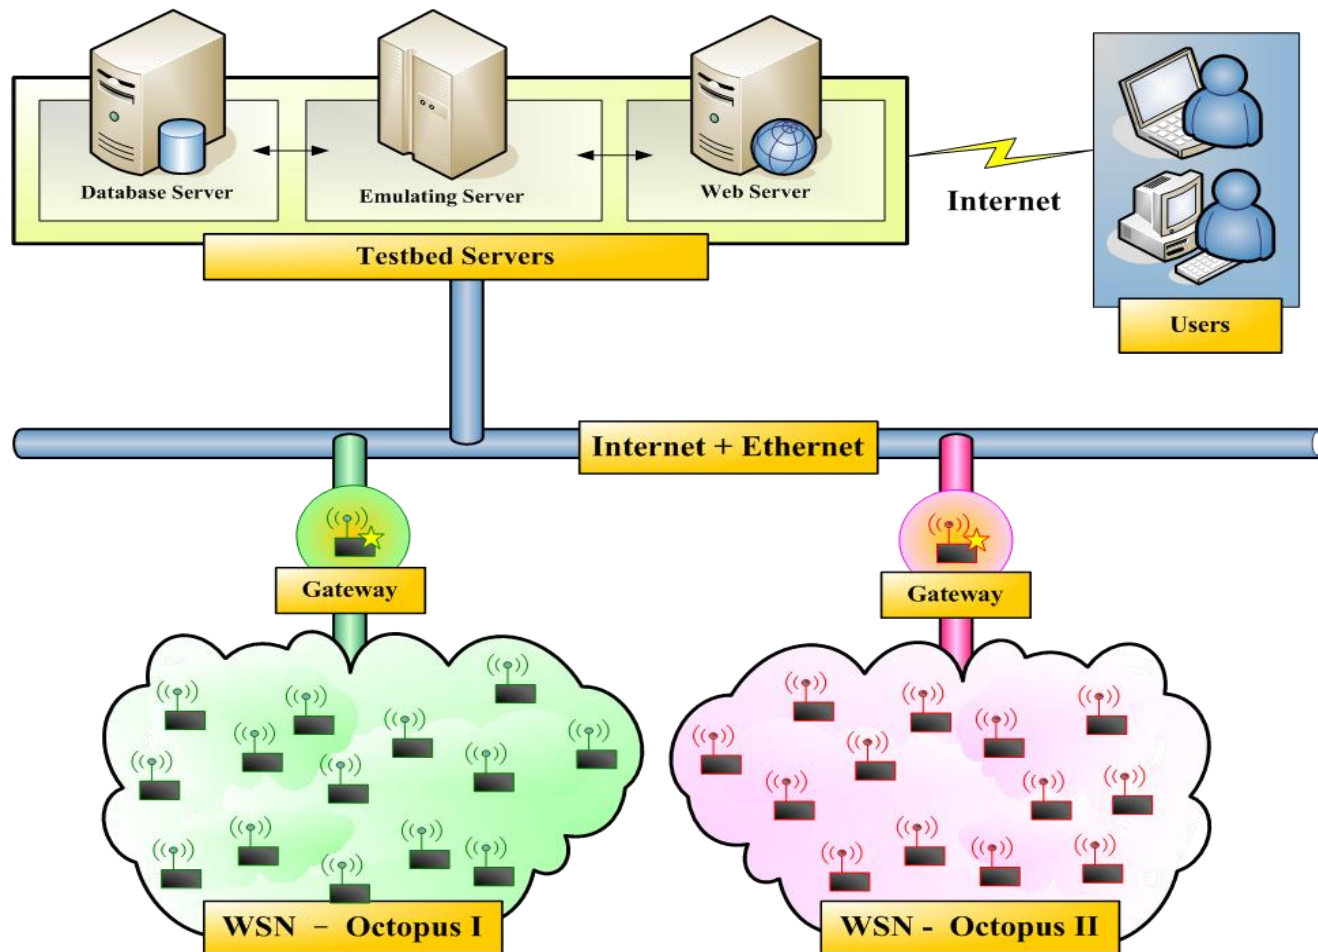 Database Server
Emulating Server
Web Server
Internet
Testbed Servers
Users
Internet + Ethernet
Gateway
Gateway
WSN – Octopus I
WSN - Octopus II